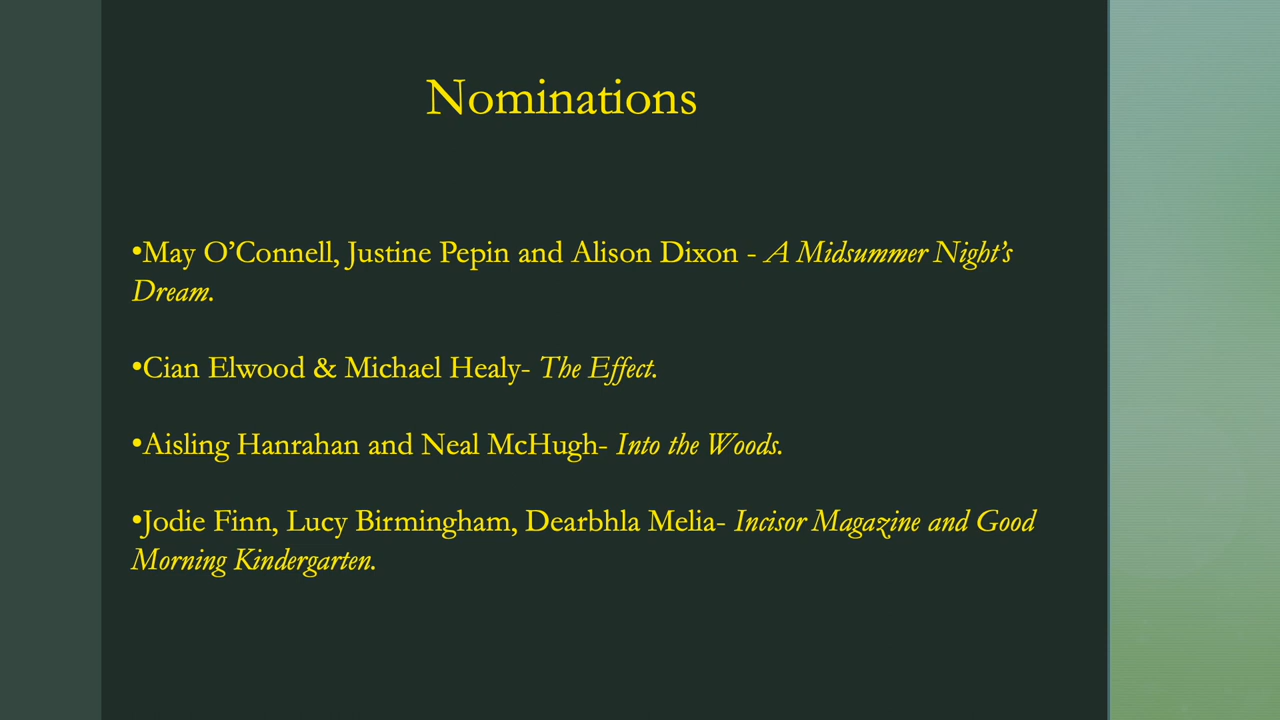 Nominations
•May O’Connell, Justine Pepin and Alison Dixon - A Midsummer Night’s
Dream.
•Cian Elwood & Michael Healy- The Effect.
•Aisling Hanrahan and Neal McHugh- Into the Woods.
•Jodie Finn, Lucy Birmingham, Dearbhla Melia- Incisor Magazine and Good
Morning Kindergarten.